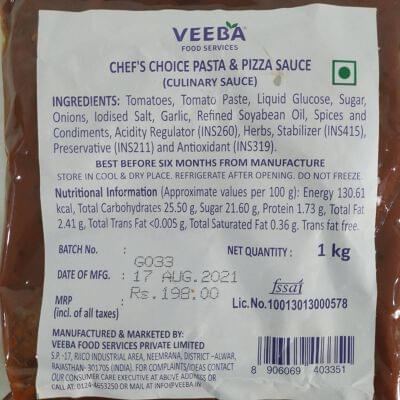 VEEBA
FOOD SERVICES
CHEF'S CHOICE PASTA & PIZZA SAUCE
(CULINARY SAUCE)
INGREDIENTS: Tomatoes, Tomato Paste, Liquid Glucose, Sugar,
Onions, Iodised Salt, Garlic, Refined Soyabean Oil, Spices and
Condiments, Acidity Regulator (INS260), Herbs, Stabilizer (INS415),
Preservative (INS211) and Antioxidant (INS319).
BEST BEFORE SIX MONTHS FROM MANUFACTURE
STORE IN COOL & DRY PLACE. REFRIGERATE AFTER OPENING. DO NOT FREEZE.
Nutritional Information (Approximate values per 100 g): Energy 130.61
kcal, Total Carbohydrates 25.50 g, Sugar 21.60 g, Protein 1.73 g, Total Fat
2.41 g, Total Trans Fat <0.005 g, Total Saturated Fat 0.36 g. Trans fat free.
BATCH No. : G033 NET QUANTITY : 1 kg
DATE OF MFG. : 17 AUG.2021
MRP : Rs.198.00
(incl. of all taxes)
fssai
Lic.No.10013013000578
MANUFACTURED & MARKETED BY:
VEEBA FOOD SERVICES PRIVATE LIMITED
S.P.-17, RIICO INDUSTRIAL AREA, NEEMRANA, DISTRICT-ALWAR,
RAJASTHAN-301705 (INDIA). FOR COMPLAINTS/IDEAS CONTACT
OUR CONSUMER CARE EXECUTIVE AT ABOVE ADDRESS OR
CALL AT: 0124-4653250 OR MAIL AT INFO@VEEBA.IN
8 906069 403351